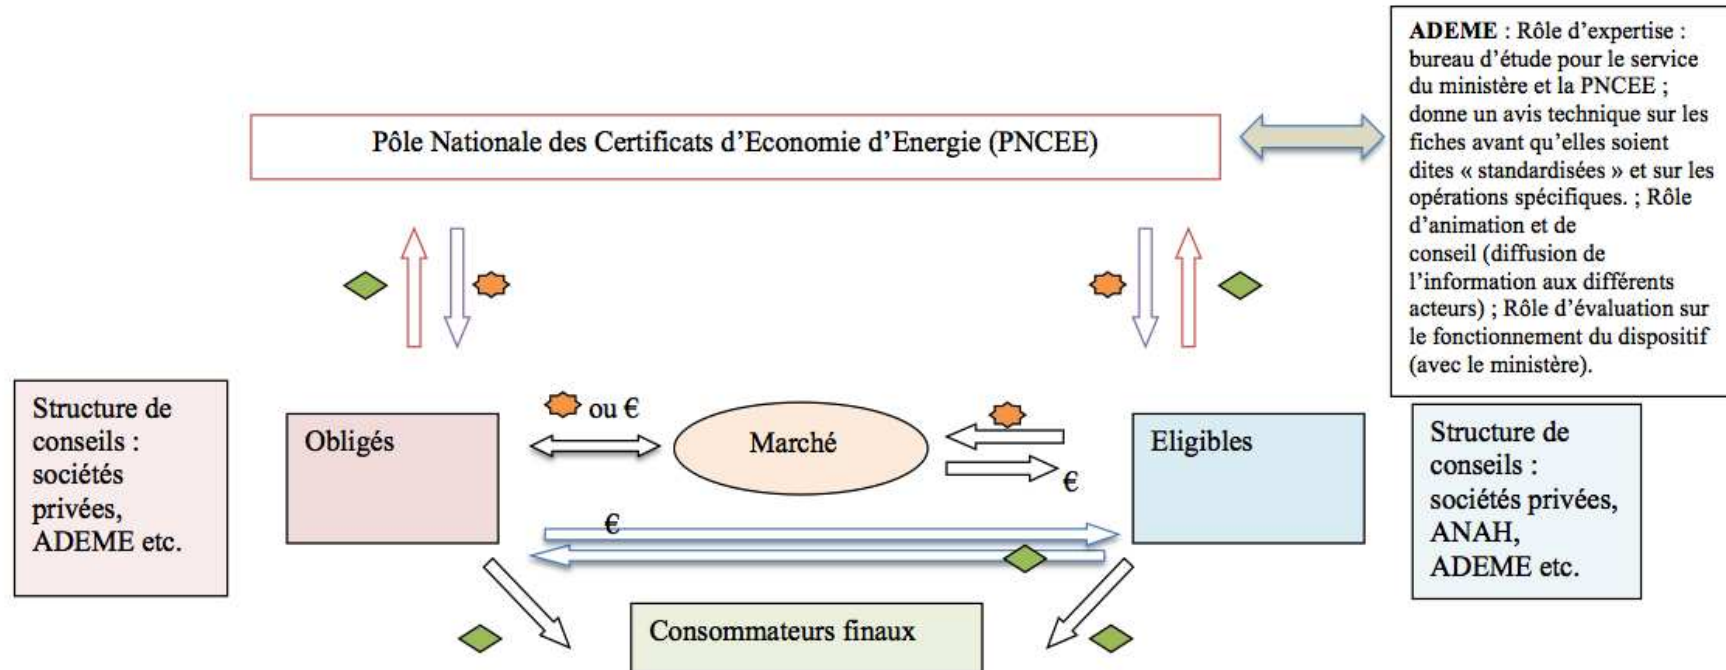 ADEME : Rôle d’expertise :
bureau d’étude pour le service
du ministère et la PNCEE ;
donne un avis technique sur les
fiches avant qu’elles soient
dites « standardisées » et sur les
opérations spécifiques. ; Rôle
d’animation et de
conseil (diffusion de
l’information aux différents
acteurs) ; Rôle d’évaluation sur
le fonctionnement du dispositif
(avec le ministère).
Pôle Nationale des Certificats d’Economie d’Energie (PNCEE)
Structure de
conseils :
sociétés
privées,
ADEME etc.
Obligés
ou €
Marché
€
Eligibles
Structure de
conseils :
sociétés privées,
ANAH,
ADEME etc.
€
Consommateurs finaux